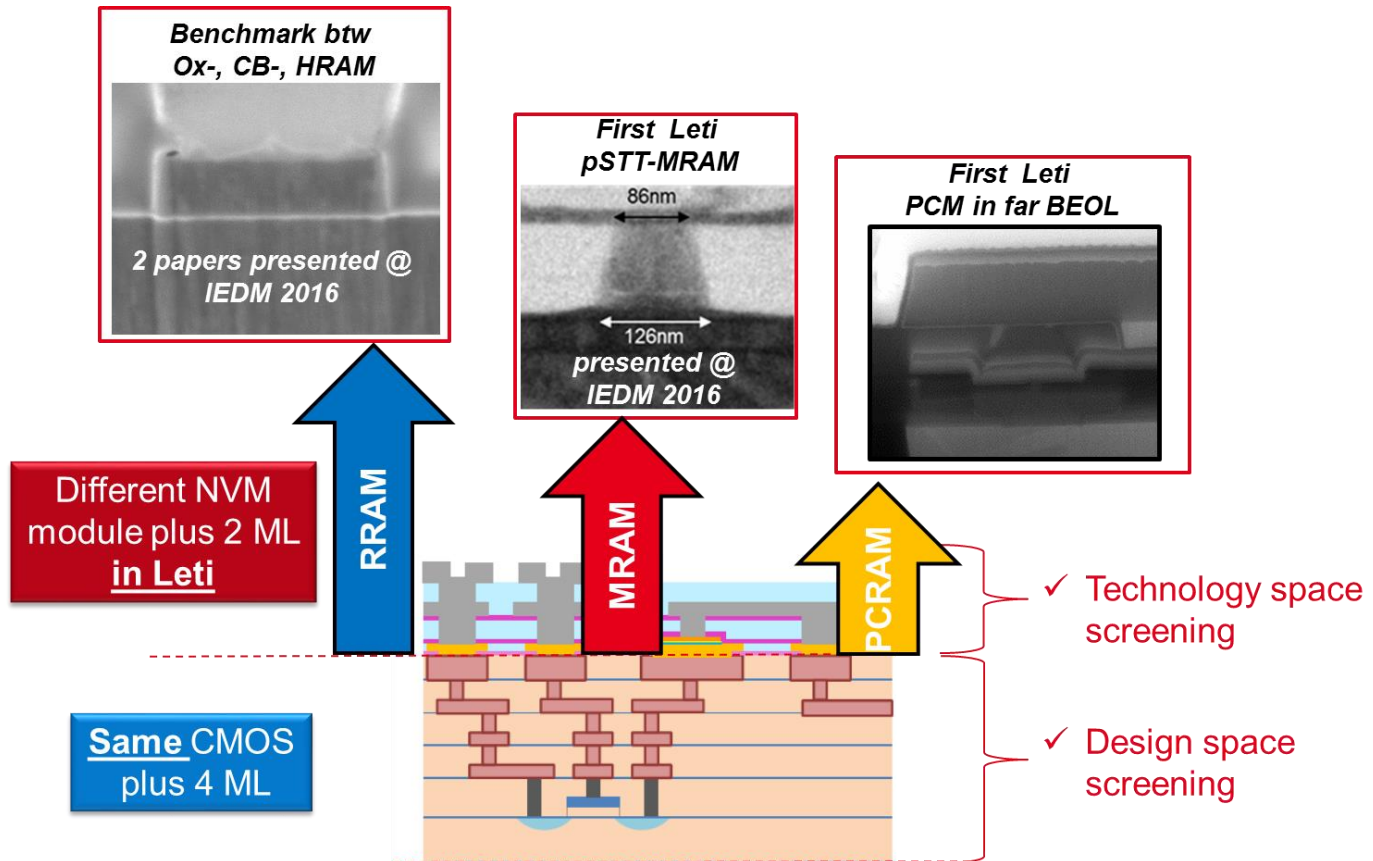 Benchmark btw
Ox-, CB-, HRAM
2 papers presented @
IEDM 2016
First Leti
pSTT-MRAM
86nm
126nm
presented @
IEDM 2016
First Leti
PCM in far BEOL
Different NVM
module plus 2 ML
in Leti
RRAM
MRAM
PCRAM
✓ Technology space
screening
Same CMOS
plus 4 ML
✓ Design space
screening